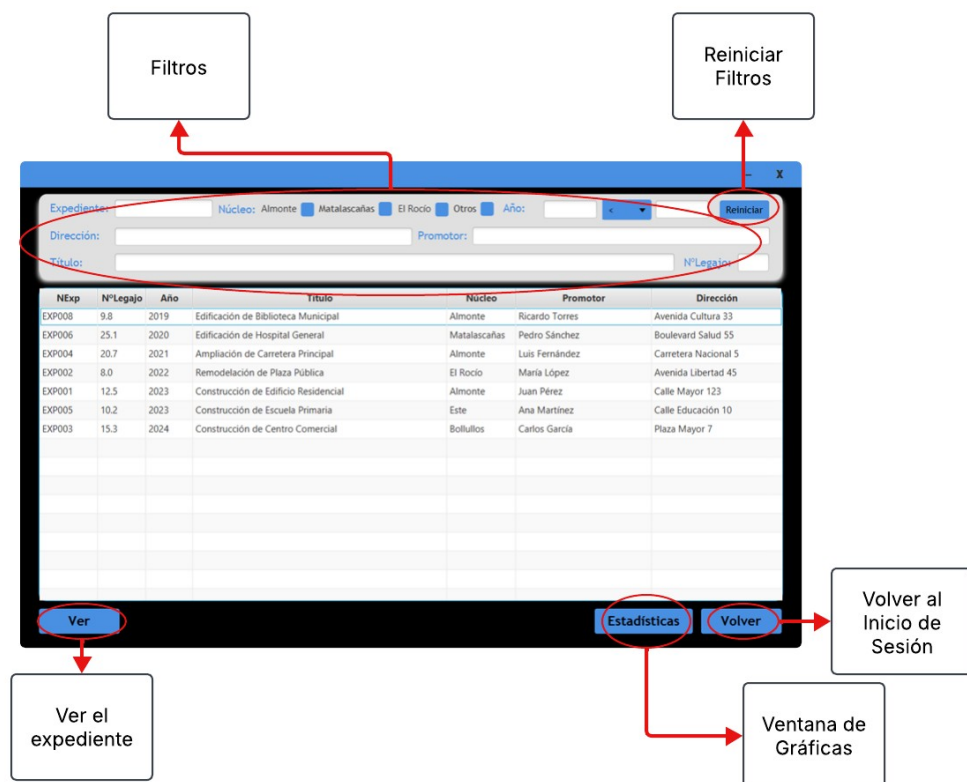 Filtros
Reiniciar
Filtros
– X
Expediente: Núcleo: Almonte Matalascañas El Rocío Otros Año: < Reiniciar
Dirección: Promotor:
Título: NºLegajo:
NExp NºLegajo Año Título Núcleo Promotor Dirección
EXP008 9.8 2019 Edificación de Biblioteca Municipal Almonte Ricardo Torres Avenida Cultura 33
EXP006 25.1 2020 Edificación de Hospital General Matalascañas Pedro Sánchez Boulevard Salud 55
EXP004 20.7 2021 Ampliación de Carretera Principal Almonte Luis Fernández Carretera Nacional 5
EXP002 8.0 2022 Remodelación de Plaza Pública El Rocío María López Avenida Libertad 45
EXP001 12.5 2023 Construcción de Edificio Residencial Almonte Juan Pérez Calle Mayor 123
EXP005 10.2 2023 Construcción de Escuela Primaria Este Ana Martínez Calle Educación 10
EXP003 15.3 2024 Construcción de Centro Comercial Bollullos Carlos García Plaza Mayor 7
Ver Estadísticas Volver
Volver al
Inicio de
Sesión
Ver el
expediente
Ventana de
Gráficas